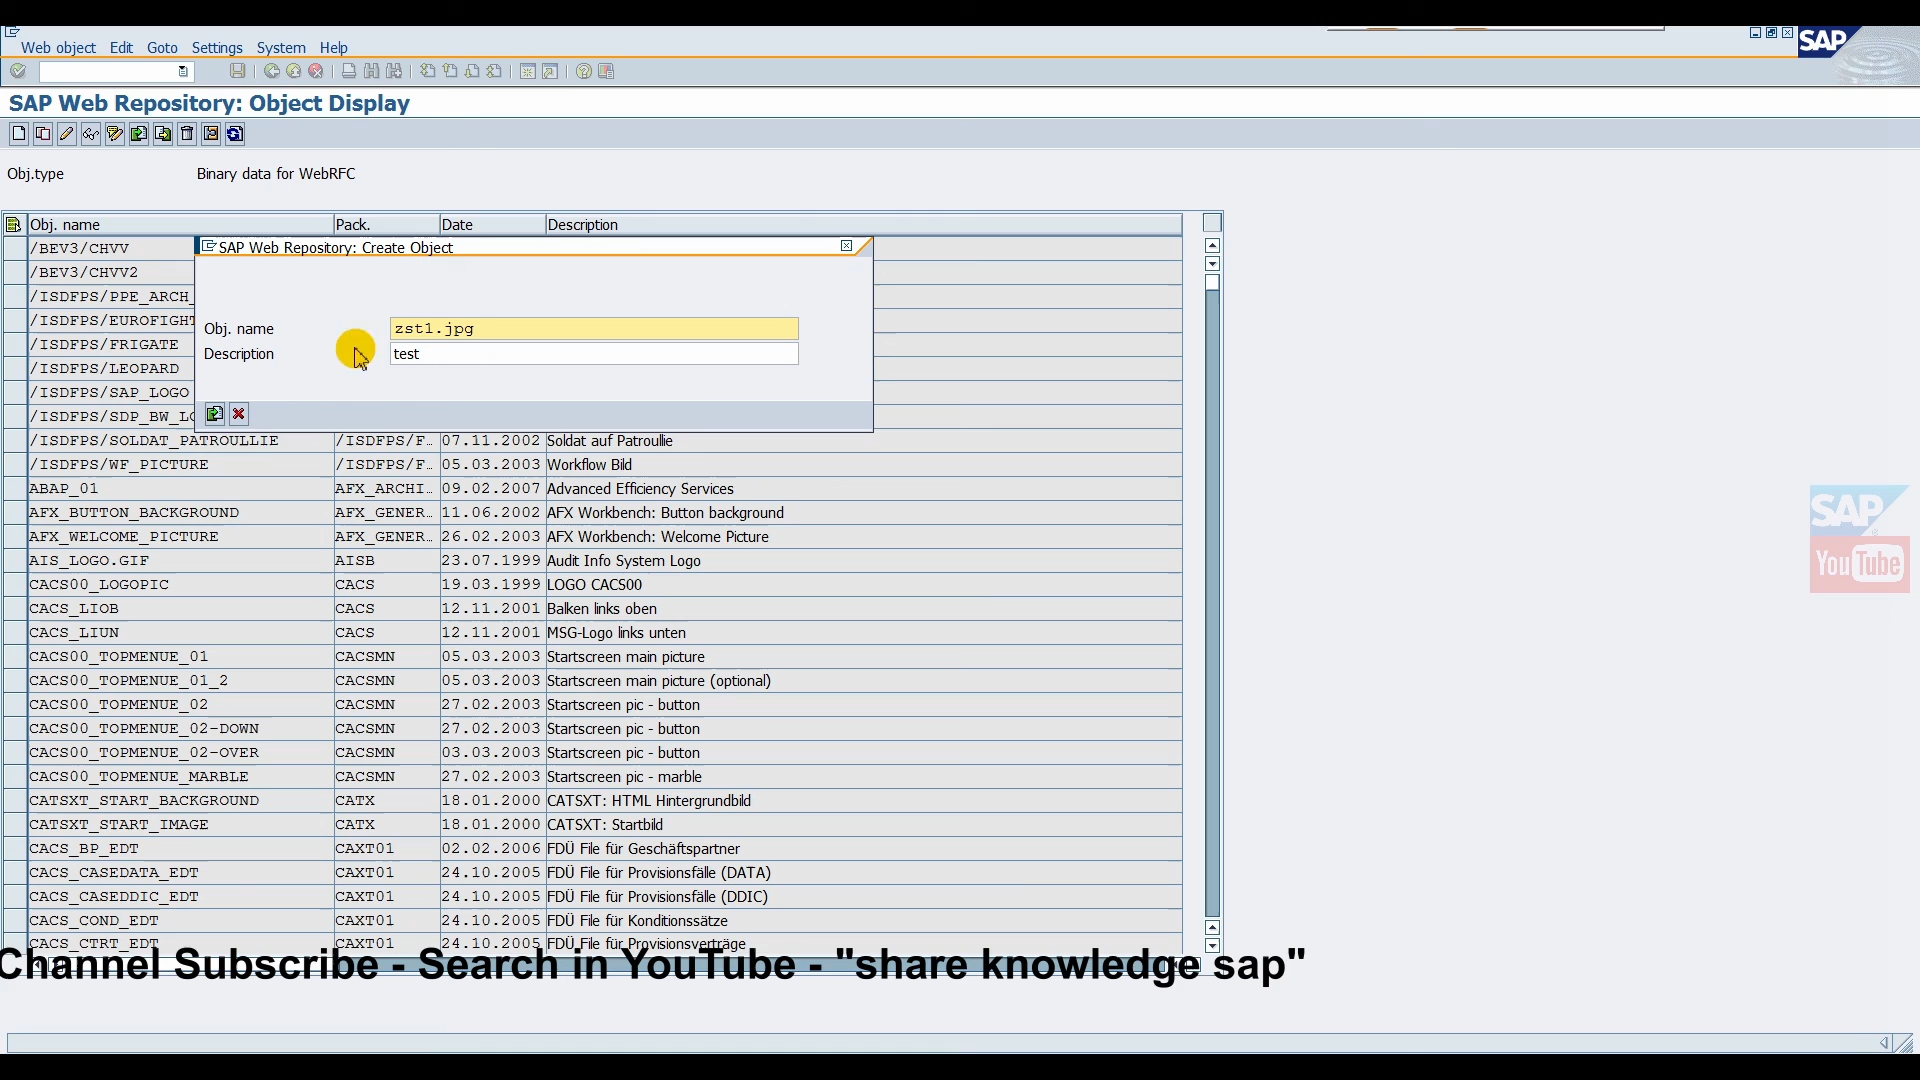 Web object Edit Goto Settings System Help
SAP
SAP Web Repository: Object Display
Obj.type Binary data for WebRFC
Obj. name Pack. Date Description
/BEV3/CHVV
/BEV3/CHVV2
/ISDFPS/PPE_ARCH_
/ISDFPS/EUROFIGHT
/ISDFPS/FRIGATE
/ISDFPS/LEOPARD
/ISDFPS/SAP_LOGO
/ISDFPS/SDP_BW_LO
SAP Web Repository: Create Object
Obj. name zst1.jpg
Description test
/ISDFPS/SOLDAT_PATROULLIE /ISDFPS/F… 07.11.2002 Soldat auf Patroullie
/ISDFPS/WF_PICTURE /ISDFPS/F… 05.03.2003 Workflow Bild
ABAP_01 AFX_ARCHI… 09.02.2007 Advanced Efficiency Services
AFX_BUTTON_BACKGROUND AFX_GENER… 11.06.2002 AFX Workbench: Button background
AFX_WELCOME_PICTURE AFX_GENER… 26.02.2003 AFX Workbench: Welcome Picture
AIS_LOGO.GIF AISB 23.07.1999 Audit Info System Logo
CACS00_LOGOPIC CACS 19.03.1999 LOGO CACS00
CACS_LIOB CACS 12.11.2001 Balken links oben
CACS_LIUN CACS 12.11.2001 MSG-Logo links unten
CACS00_TOPMENUE_01 CACSMN 05.03.2003 Startscreen main picture
CACS00_TOPMENUE_01_2 CACSMN 05.03.2003 Startscreen main picture (optional)
CACS00_TOPMENUE_02 CACSMN 27.02.2003 Startscreen pic - button
CACS00_TOPMENUE_02-DOWN CACSMN 27.02.2003 Startscreen pic - button
CACS00_TOPMENUE_02-OVER CACSMN 03.03.2003 Startscreen pic - button
CACS00_TOPMENUE_MARBLE CACSMN 27.02.2003 Startscreen pic - marble
CATSXT_START_BACKGROUND CATX 18.01.2000 CATSXT: HTML Hintergrundbild
CATSXT_START_IMAGE CATX 18.01.2000 CATSXT: Startbild
CACS_BP_EDT CAXT01 02.02.2006 FDÜ File für Geschäftspartner
CACS_CASEDATA_EDT CAXT01 24.10.2005 FDÜ File für Provisionsfälle (DATA)
CACS_CASEDDIC_EDT CAXT01 24.10.2005 FDÜ File für Provisionsfälle (DDIC)
CACS_COND_EDT CAXT01 24.10.2005 FDÜ File für Konditionssätze
CACS_CTRT_EDT CAXT01 24.10.2005 FDÜ File für Provisionsverträge
SAP
YouTube
Channel Subscribe - Search in YouTube - "share knowledge sap"